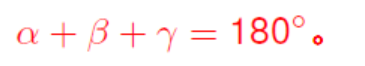 α + β + γ = 180°。